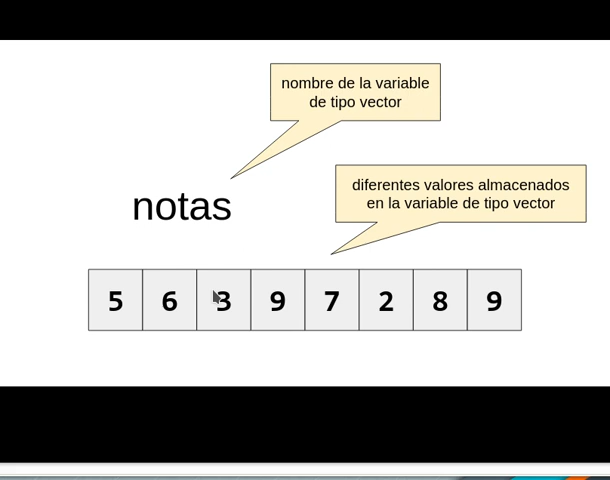 nombre de la variable
de tipo vector
diferentes valores almacenados
en la variable de tipo vector
notas
5 6 3 9 7 2 8 9